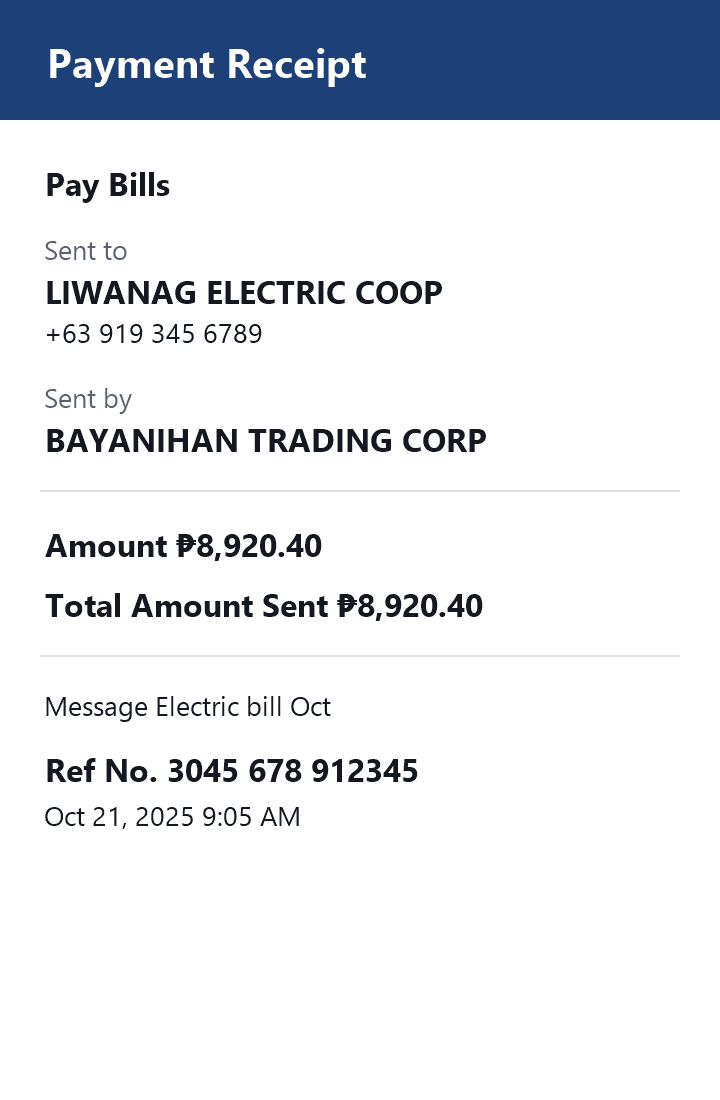 Payment Receipt
Pay Bills
Sent to
LIWANAG ELECTRIC COOP
+63 919 345 6789
Sent by
BAYANIHAN TRADING CORP
Amount ₱8,920.40
Total Amount Sent ₱8,920.40
Message Electric bill Oct
Ref No. 3045 678 912345
Oct 21, 2025 9:05 AM